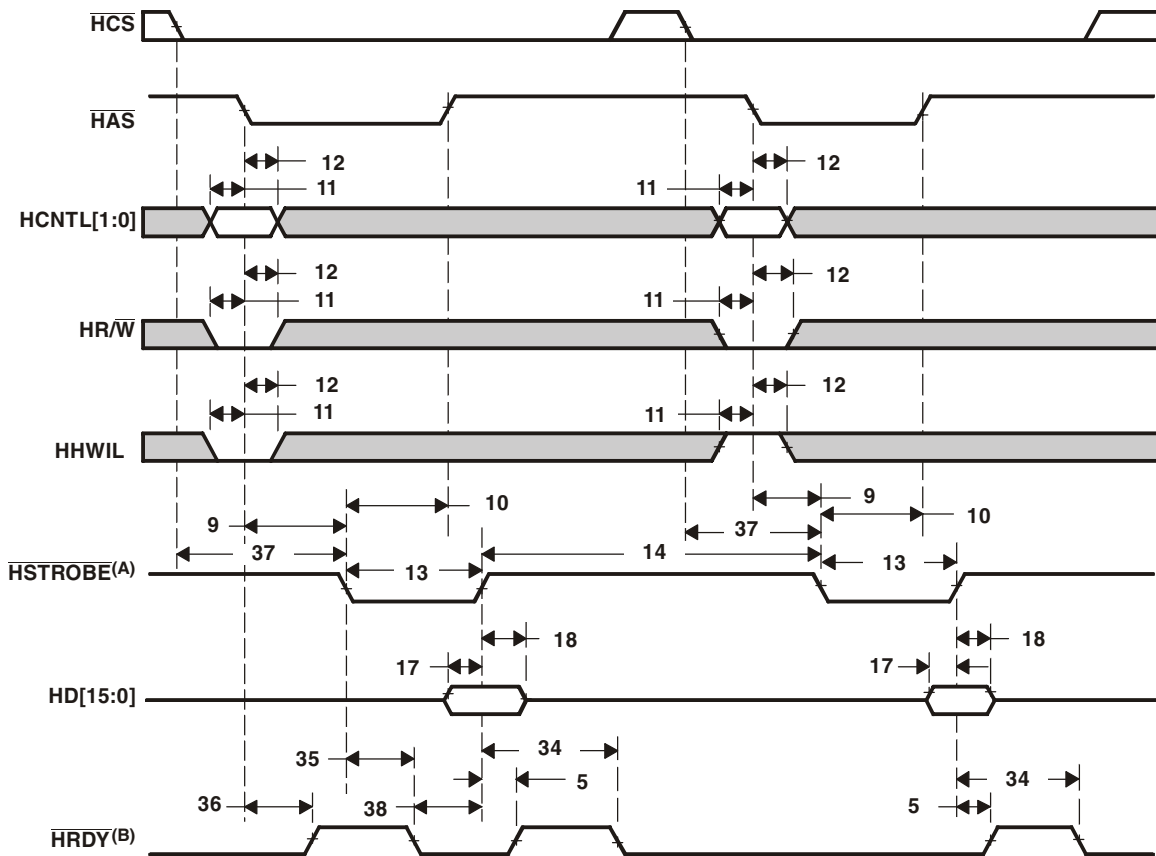 HCS
HAS
12 12
11 11
HCNTL[1:0]
12 12
11 11
HR/W
12 12
11 11
HHWIL
10 9
9 10
37 37
14
13 13
HSTROBE(A)
18 18
17 17
HD[15:0]
34
35 34
5
36 38 5
HRDY(B)